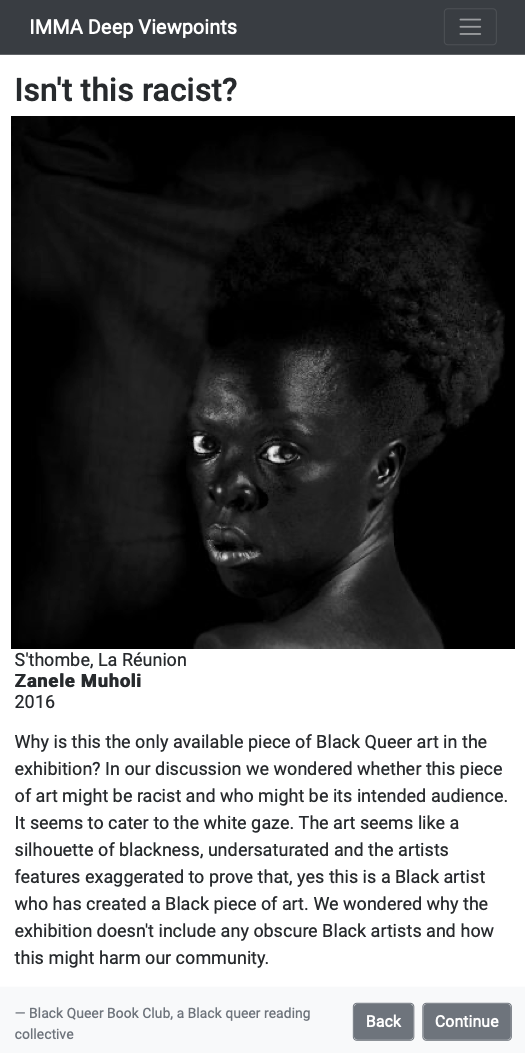 IMMA Deep Viewpoints
Isn't this racist?
S'thombe, La Réunion
Zanele Muholi
2016
Why is this the only available piece of Black Queer art in the
exhibition? In our discussion we wondered whether this piece
of art might be racist and who might be its intended audience.
It seems to cater to the white gaze. The art seems like a
silhouette of blackness, undersaturated and the artists
features exaggerated to prove that, yes this is a Black artist
who has created a Black piece of art. We wondered why the
exhibition doesn't include any obscure Black artists and how
this might harm our community.
— Black Queer Book Club, a Black queer reading
collective
Back
Continue